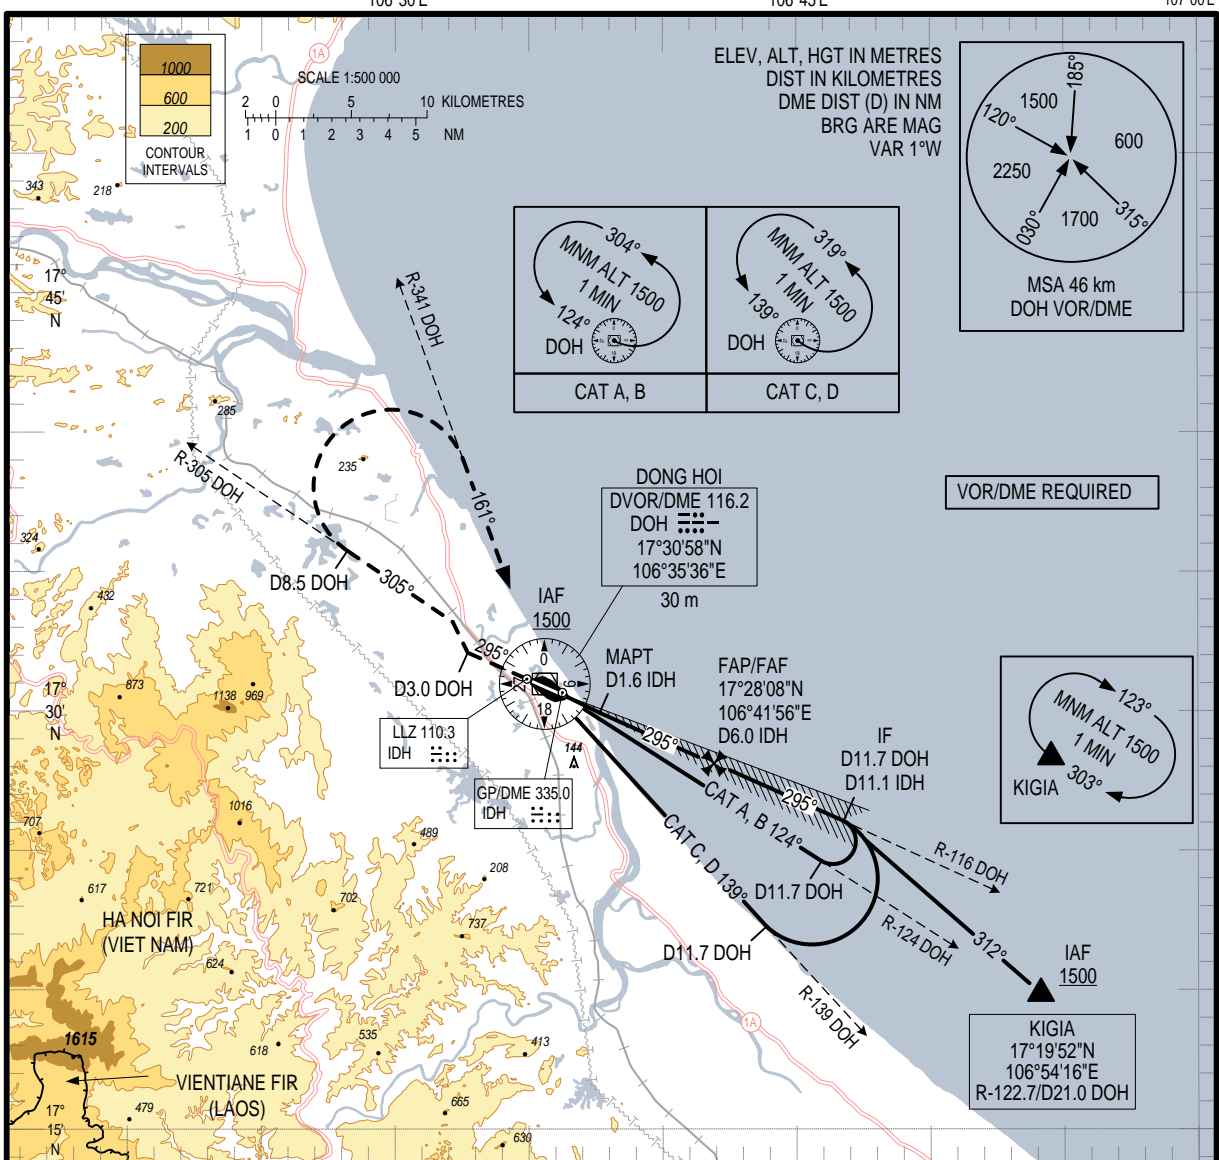 106°30'E
106°45'E
107°00'E
1000
600
200
CONTOUR
INTERVALS
1A
SCALE 1:500 000
2 0 5 10 KILOMETRES
1 0 1 2 3 4 5 NM
ELEV, ALT, HGT IN METRES
DIST IN KILOMETRES
DME DIST (D) IN NM
BRG ARE MAG
VAR 1°W
185°
120°
1500
600
2250
030°
1700
315°
MSA 46 km
DOH VOR/DME
343
218
304°
MNM ALT 1500
1 MIN
124°
DOH
CAT A, B
319°
MNM ALT 1500
1 MIN
139°
DOH
CAT C, D
17°
45'
N
R-341 DOH
285
235
R-305 DOH
161°
DONG HOI
DVOR/DME 116.2
DOH
17°30'58"N
106°35'36"E
30 m
VOR/DME REQUIRED
324
D8.5 DOH
305°
432
IAF
1500
295°
0
18
MAPT
D1.6 IDH
FAP/FAF
17°28'08"N
106°41'56"E
D6.0 IDH
D3.0 DOH
873
1138
969
17°
30'
N
LLZ 110.3
IDH
144
GP/DME 335.0
IDH
295°
IF
D11.7 DOH
D11.1 IDH
295°
123°
MNM ALT 1500
1 MIN
303°
KIGIA
CAT A, B 124°
CAT C, D 139°
R-116 DOH
D11.7 DOH
R-124 DOH
D11.7 DOH
R-139 DOH
312°
IAF
1500
707
1016
489
208
617
721
702
737
HA NOI FIR
(VIET NAM)
624
1615
618
535
413
1A
KIGIA
17°19'52"N
106°54'16"E
R-122.7/D21.0 DOH
VIENTIANE FIR
(LAOS)
17°
15'
N
479
665
630